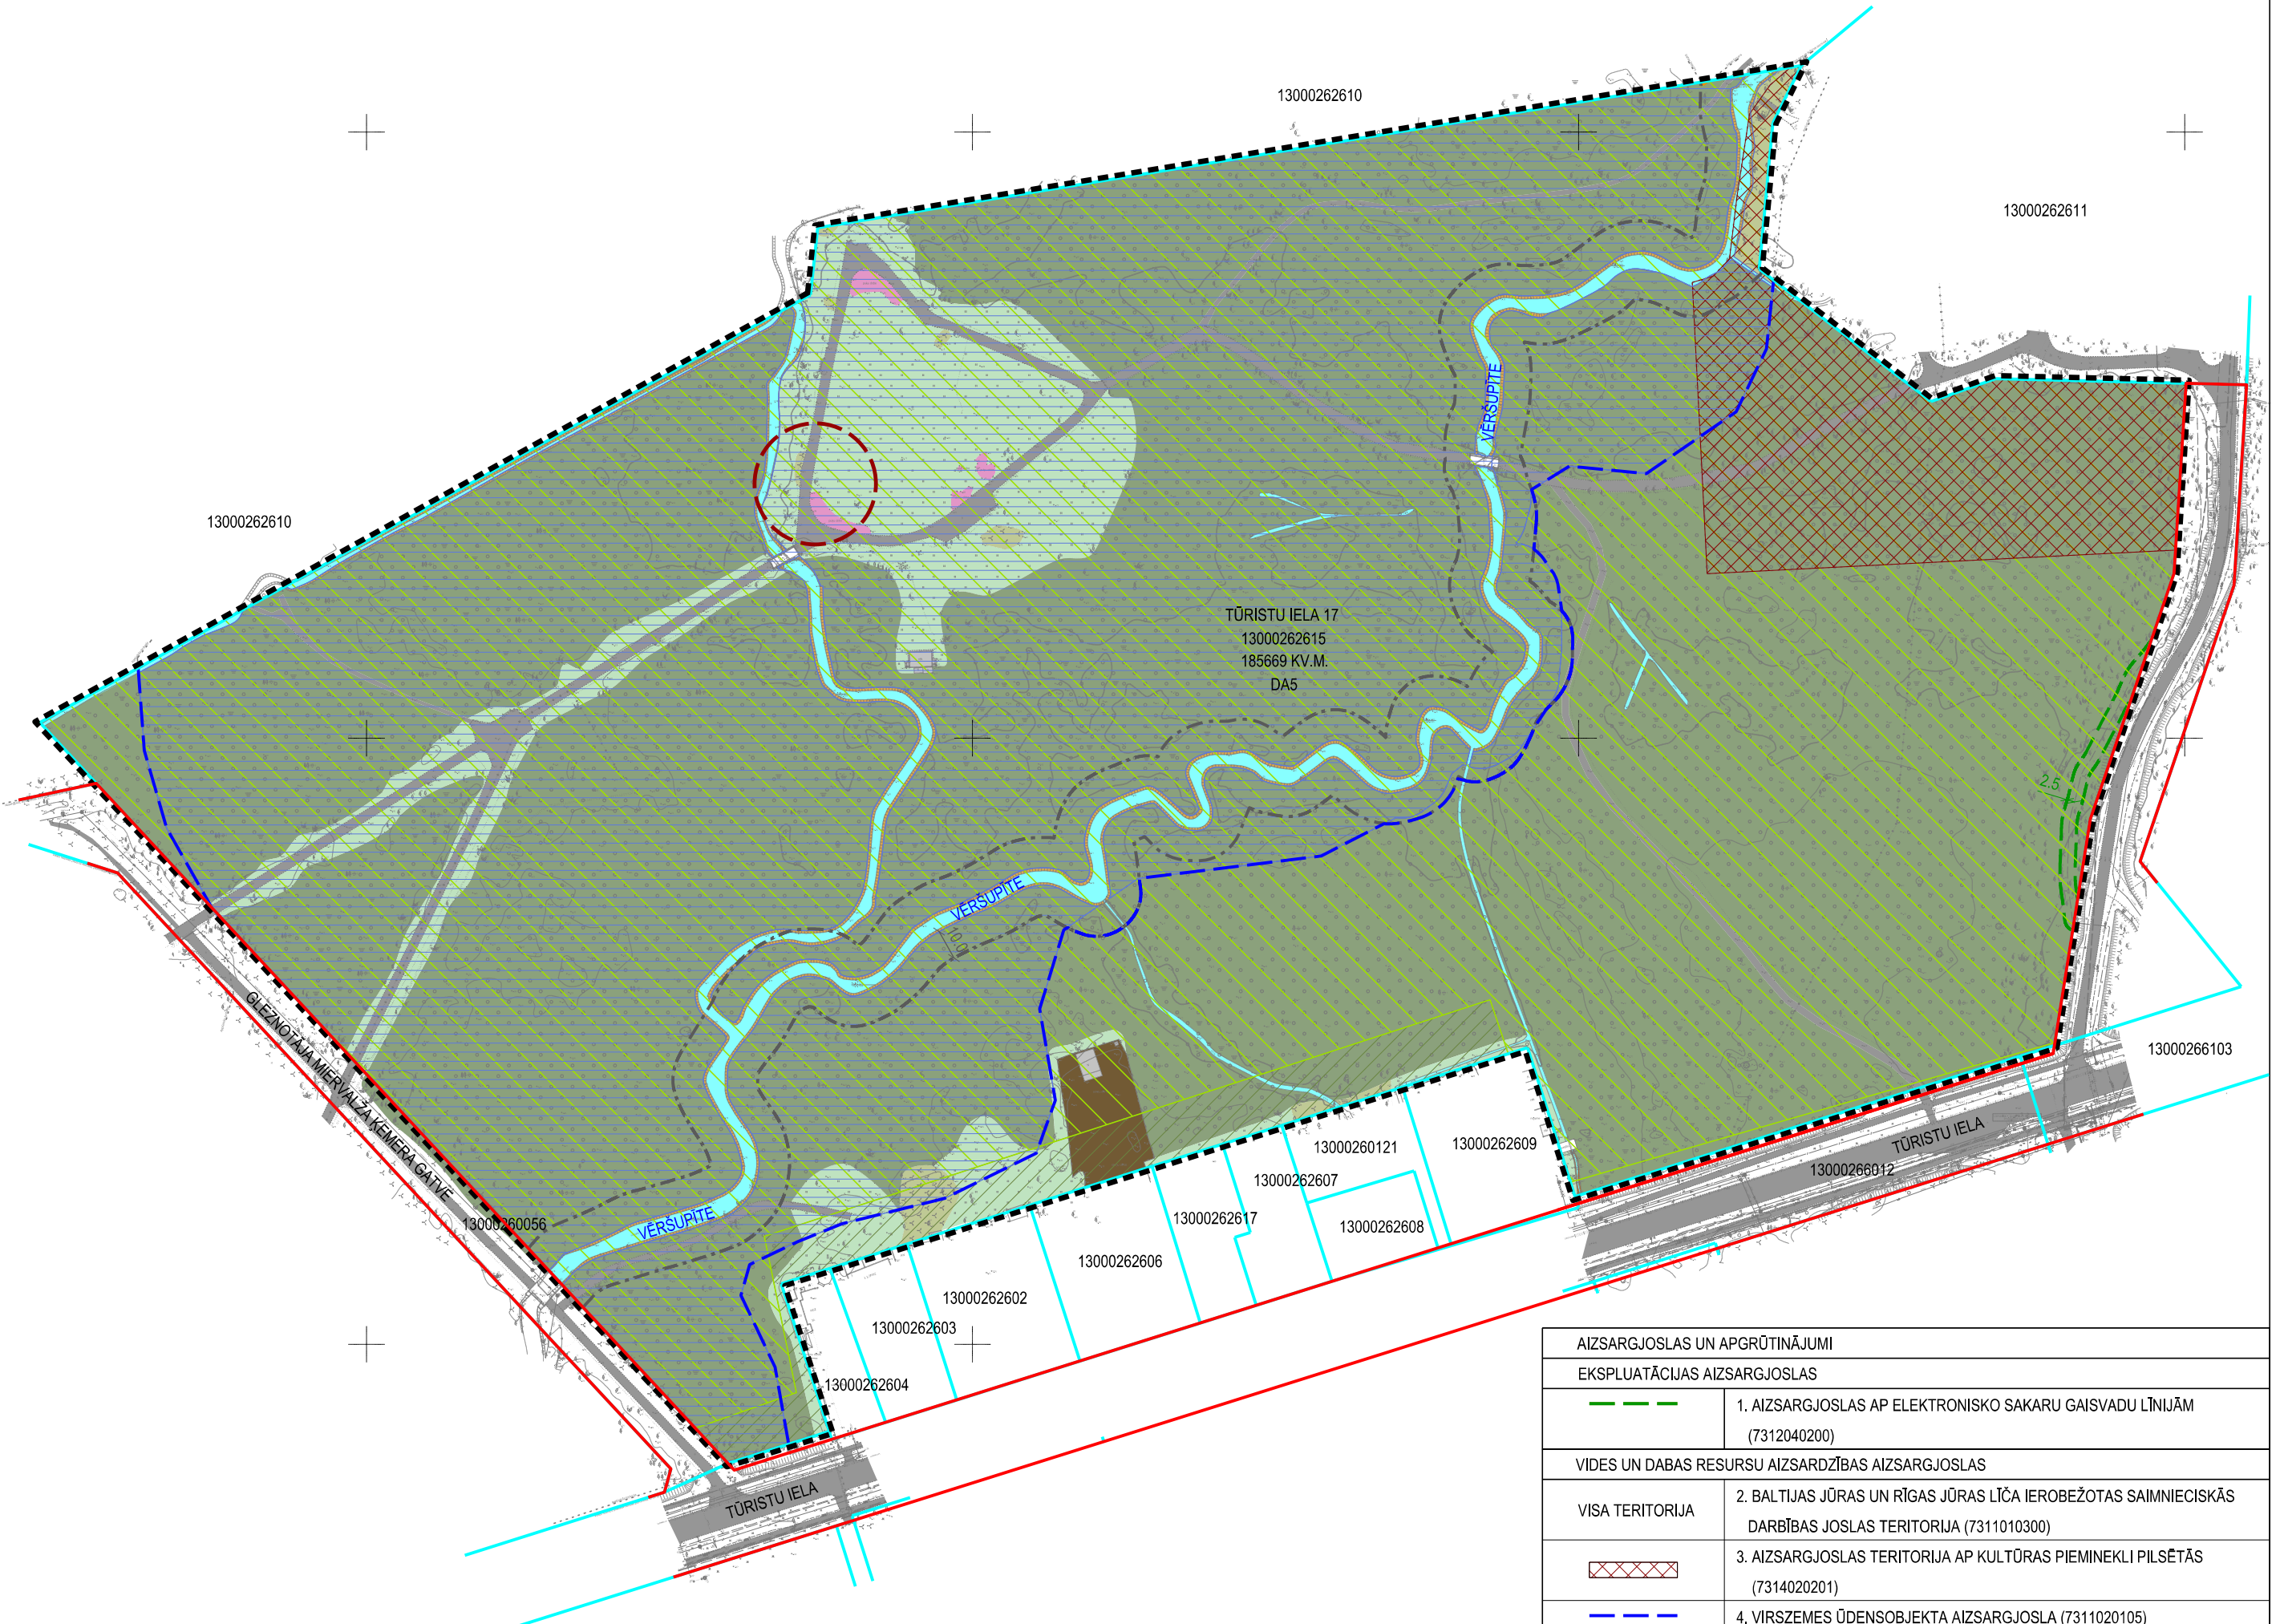 13000262610
13000262611
13000262610
VĒRŠUPĪTE
TŪRISTU IELA 17
13000262615
185669 KV.M.
DA5
2.5
VĒRŠUPĪTE
10.0
GLEZNOTĀJA MIERVALŽA ĶEMERA GATVE
13000266103
TŪRISTU IELA
13000266012
13000260121
13000262609
13000262607
13000262617
13000262608
13000260056
VĒRŠUPĪTE
13000262606
13000262602
13000262603
13000262604
TŪRISTU IELA
AIZSARGJOSLAS UN APGRŪTINĀJUMI
EKSPLUATĀCIJAS AIZSARGJOSLAS
1. AIZSARGJOSLAS AP ELEKTRONISKO SAKARU GAISVADU LĪNIJĀM
(7312040200)
VIDES UN DABAS RESURSU AIZSARDZĪBAS AIZSARGJOSLAS
VISA TERITORIJA
2. BALTIJAS JŪRAS UN RĪGAS JŪRAS LĪČA IEROBEŽOTAS SAIMNIECISKĀS
DARBĪBAS JOSLAS TERITORIJA (7311010300)
3. AIZSARGJOSLAS TERITORIJA AP KULTŪRAS PIEMINEKLI PILSĒTĀS
(7314020201)
4. VIRSZEMES ŪDENSOBJEKTA AIZSARGJOSLA (7311020105)